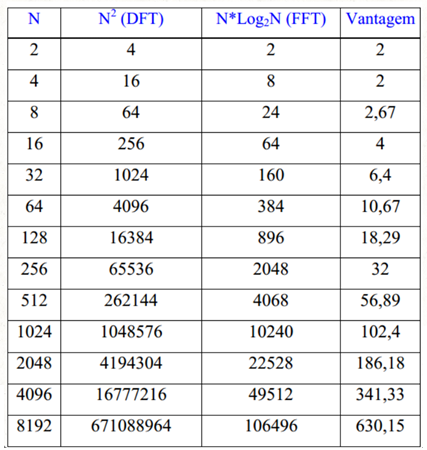 N N² (DFT) N*Log₂N (FFT) Vantagem
2 4 2 2
4 16 8 2
8 64 24 2,67
16 256 64 4
32 1024 160 6,4
64 4096 384 10,67
128 16384 896 18,29
256 65536 2048 32
512 262144 4068 56,89
1024 1048576 10240 102,4
2048 4194304 22528 186,18
4096 16777216 49512 341,33
8192 671088964 106496 630,15